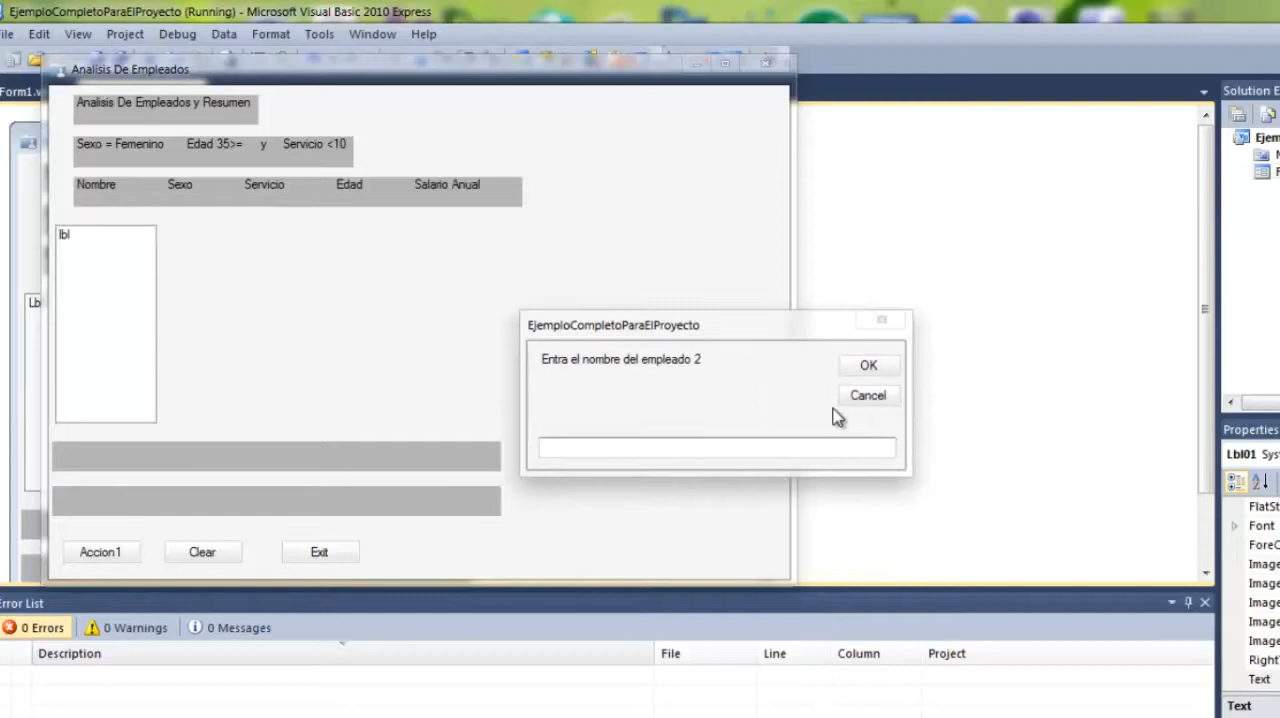 EjemploCompletoParaElProyecto (Running) - Microsoft Visual Basic 2010 Express
File Edit View Project Debug Data Format Tools Window Help
Form1.v
Solution E
Ejem
Analisis De Empleados
Analisis De Empleados y Resumen
Sexo = Femenino Edad 35>= y Servicio <10
Nombre Sexo Servicio Edad Salario Anual
lbl
Lb
EjemploCompletoParaElProyecto
Entra el nombre del empleado 2
OK
Cancel
Accion1 Clear Exit
Properties
Lbl01 Sys
FlatSt
Font
ForeC
Image
Image
Image
Image
Image
RightT
Text
Text
Error List
0 Errors 0 Warnings 0 Messages
Description File Line Column Project